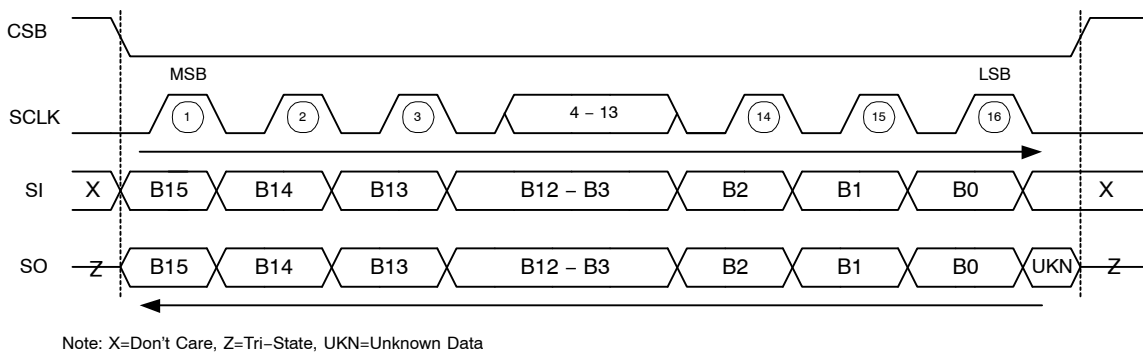 CSB
MSB LSB
SCLK 1 2 3 4 – 13 14 15 16
SI X B15 B14 B13 B12 – B3 B2 B1 B0 X
SO Z B15 B14 B13 B12 – B3 B2 B1 B0 UKN Z
Note: X=Don't Care, Z=Tri–State, UKN=Unknown Data